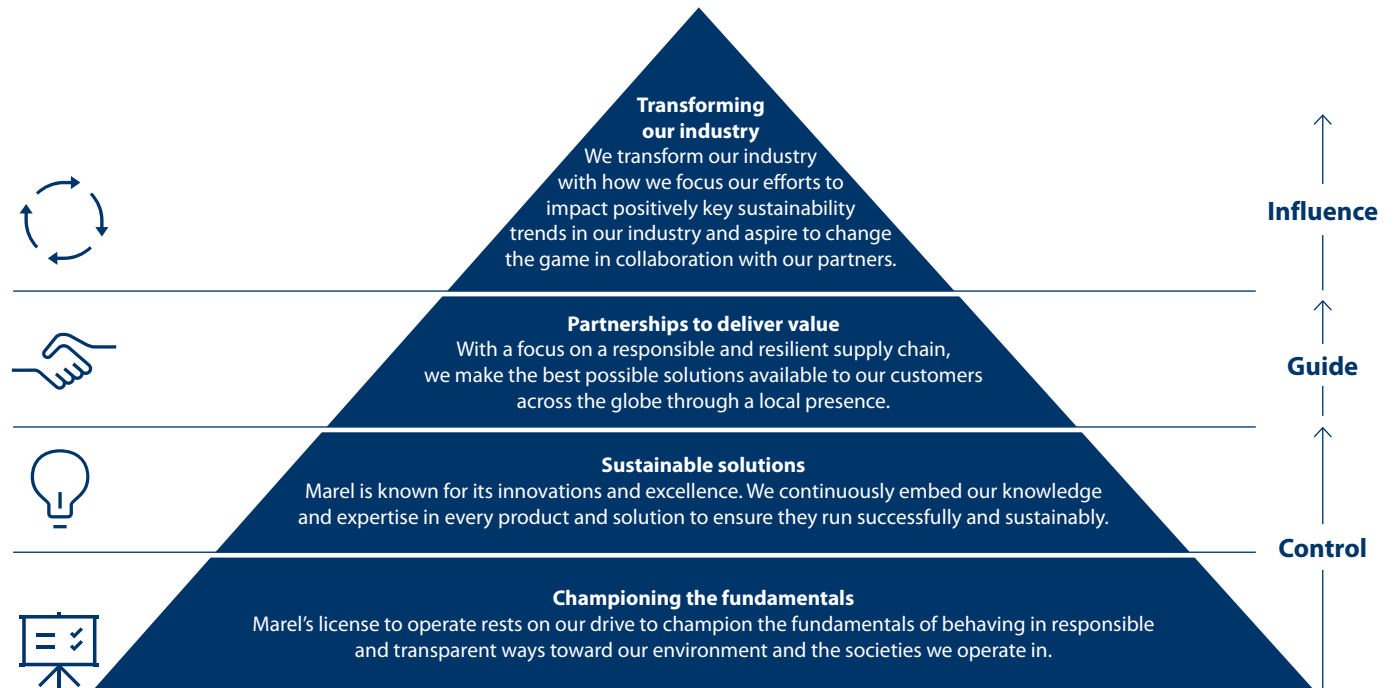 Transforming
our industry
We transform our industry
with how we focus our efforts to
impact positively key sustainability
trends in our industry and aspire to change
the game in collaboration with our partners.
Influence
Partnerships to deliver value
With a focus on a responsible and resilient supply chain,
we make the best possible solutions available to our customers
across the globe through a local presence.
Guide
Sustainable solutions
Marel is known for its innovations and excellence. We continuously embed our knowledge
and expertise in every product and solution to ensure they run successfully and sustainably.
Control
Championing the fundamentals
Marel’s license to operate rests on our drive to champion the fundamentals of behaving in responsible
and transparent ways toward our environment and the societies we operate in.